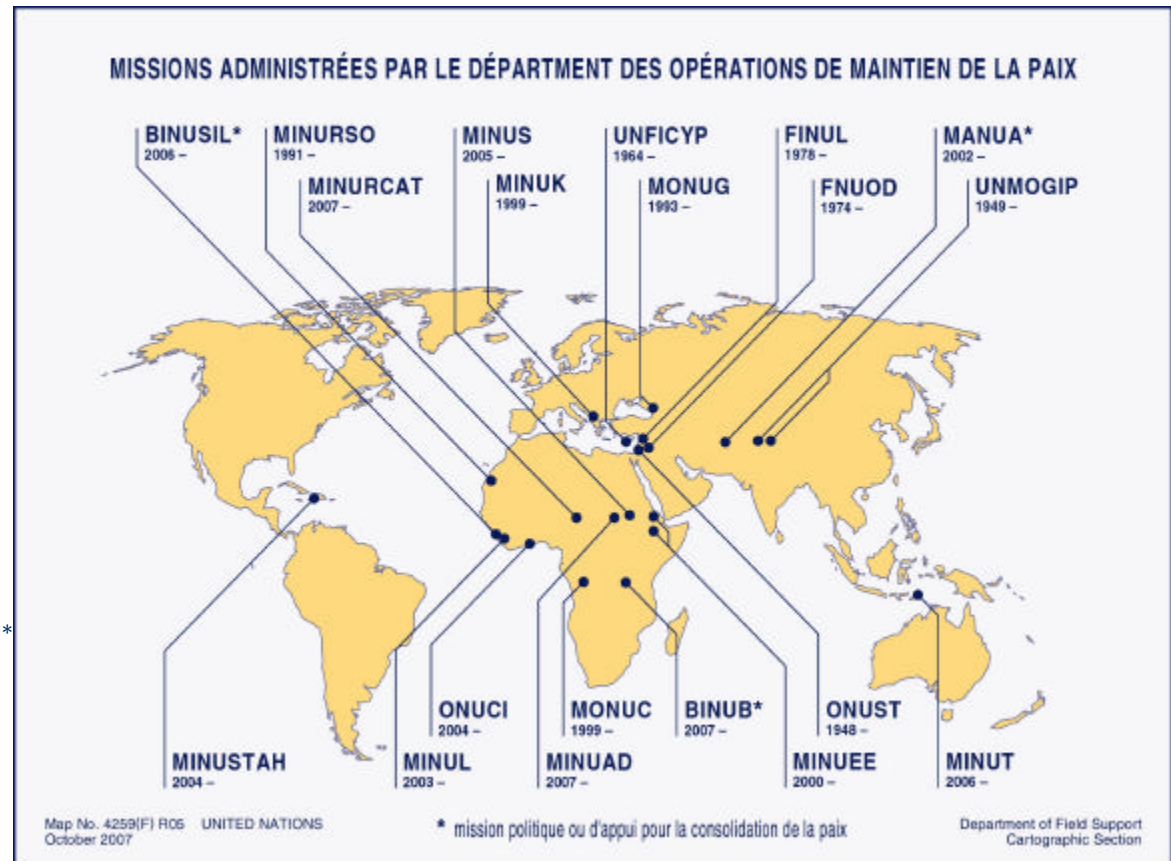 MISSIONS ADMINISTRÉES PAR LE DÉPARTMENT DES OPÉRATIONS DE MAINTIEN DE LA PAIX
BINUSIL*
2006 –
MINURSO
1991 –
MINUS
2005 –
UNFICYP
1964 –
FINUL
1978 –
MANUA*
2002 –
MINURCAT
2007 –
MINUK
1999 –
MONUG
1993 –
FNUOD
1974 –
UNMOGIP
1949 –
*
ONUCI
2004 –
MONUC
1999 –
BINUB*
2007 –
ONUST
1948 –
MINUSTAH
2004 –
MINUL
2003 –
MINUAD
2007 –
MINUEE
2000 –
MINUT
2006 –
Map No. 4259(F) R05 UNITED NATIONS
October 2007
* mission politique ou d'appui pour la consolidation de la paix
Department of Field Support
Cartographic Section